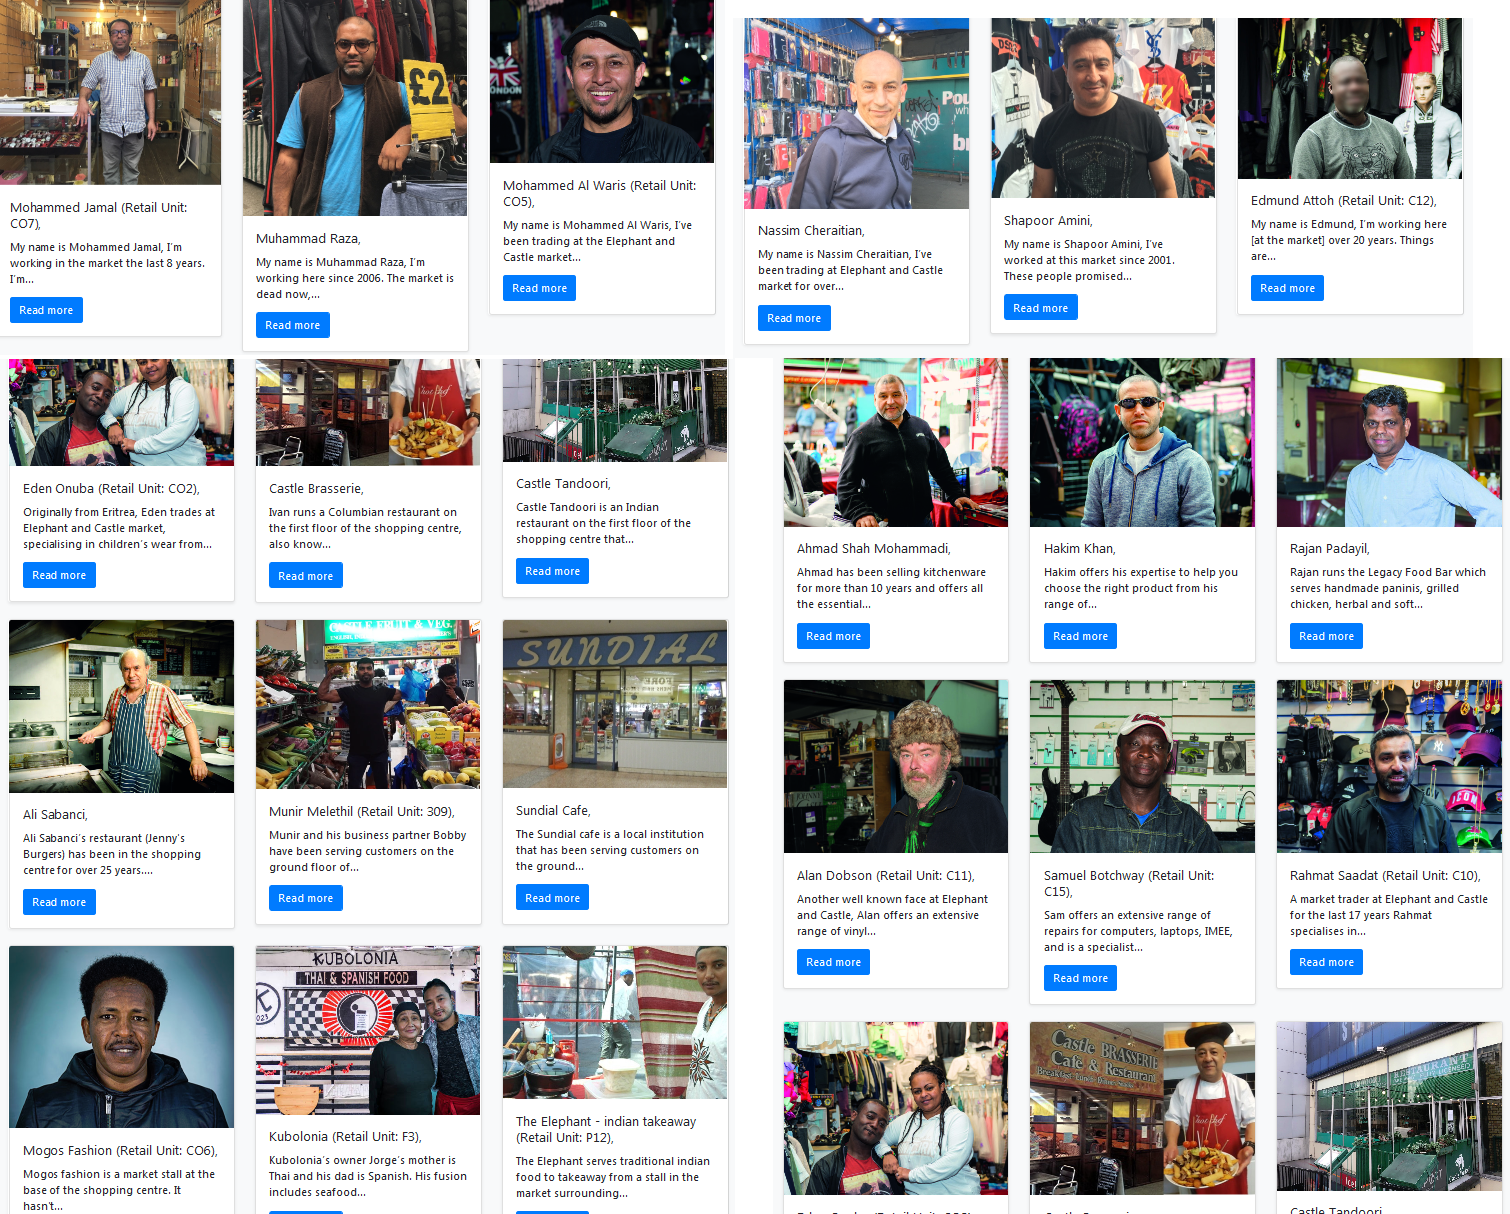 £2
LONDON
Mohammed Jamal (Retail Unit:
CO7),
My name is Mohammed Jamal, I'm
working in the market the last 8 years.
I'm...
Read more
Muhammad Raza,
My name is Muhammad Raza, I'm
working here since 2006. The market is
dead now,...
Read more
Mohammed Al Waris (Retail Unit:
CO5),
My name is Mohammed Al Waris, I've
been trading at the Elephant and
Castle market...
Read more
Nassim Cheraitian,
My name is Nassim Cheraitian, I've
been trading at Elephant and Castle
market for over...
Read more
Shapoor Amini,
My name is Shapoor Amini, I've
worked at this market since 2001.
These people promised...
Read more
Edmund Attoh (Retail Unit: C12),
My name is Edmund, I'm working here
[at the market] over 20 years. Things
are...
Read more
Eden Onuba (Retail Unit: CO2),
Originally from Eritrea, Eden trades at
Elephant and Castle market,
specialising in children's wear from...
Read more
Castle Brasserie,
Ivan runs a Columbian restaurant on
the first floor of the shopping centre,
also know...
Read more
Castle Tandoori,
Castle Tandoori is an Indian
restaurant on the first floor of the
shopping centre that...
Read more
Ahmad Shah Mohammadi,
Ahmad has been selling kitchenware
for more than 10 years and offers all
the essential...
Read more
Hakim Khan,
Hakim offers his expertise to help you
choose the right product from his
range of...
Read more
Rajan Padayil,
Rajan runs the Legacy Food Bar which
serves handmade paninis, grilled
chicken, herbal and soft...
Read more
Ali Sabanci,
Ali Sabanci's restaurant (Jenny's
Burgers) has been in the shopping
centre for over 25 years....
Read more
CASTLE FRUIT & VEG.
Munir Melethil (Retail Unit: 309),
Munir and his business partner Bobby
have been serving customers on the
ground floor of...
Read more
SUNDIAL
Sundial Cafe,
The Sundial cafe is a local institution
that has been serving customers on
the ground...
Read more
Alan Dobson (Retail Unit: C11),
Another well known face at Elephant
and Castle, Alan offers an extensive
range of vinyl...
Read more
Samuel Botchway (Retail Unit:
C15),
Sam offers an extensive range of
repairs for computers, laptops, IMEE,
and is a specialist...
Read more
ICON
Rahmat Saadat (Retail Unit: C10),
A market trader at Elephant and Castle
for the last 17 years Rahmat
specialises in...
Read more
Mogos Fashion (Retail Unit: CO6),
Mogos fashion is a market stall at the
base of the shopping centre. It
hasn't...
KUBOLONIA
THAI & SPANISH FOOD
Kubolonia (Retail Unit: F3),
Kubolonia's owner Jorge's mother is
Thai and his dad is Spanish. His fusion
includes seafood...
The Elephant - indian takeaway
(Retail Unit: P12),
The Elephant serves traditional indian
food to takeaway from a stall in the
market surrounding...
Castle BRASSERIE
Cafe & Restaurant
RESTAURANT
Castle Tandoori